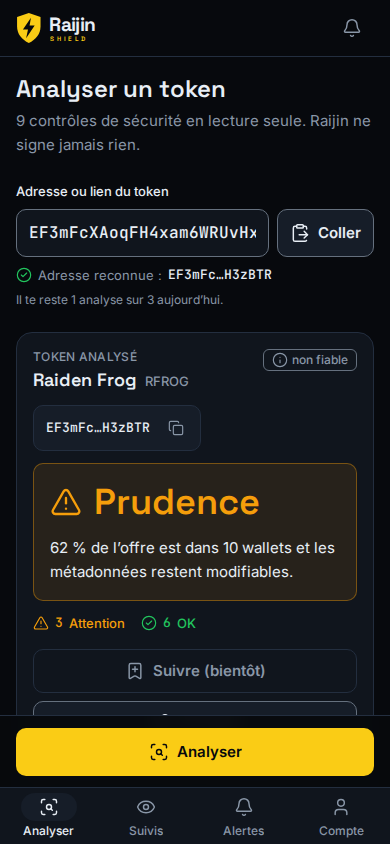 Raijin
SHIELD
Analyser un token
9 contrôles de sécurité en lecture seule. Raijin ne
signe jamais rien.
Adresse ou lien du token
EF3mFcXAoqFH4xam6WRUvHx
Coller
Adresse reconnue : EF3mFc…H3zBTR
Il te reste 1 analyse sur 3 aujourd’hui.
TOKEN ANALYSÉ
non fiable
Raiden Frog RFROG
EF3mFc…H3zBTR
Prudence
62 % de l’offre est dans 10 wallets et les
métadonnées restent modifiables.
3 Attention 6 OK
Suivre (bientôt)
Analyser
Analyser Suivis Alertes Compte